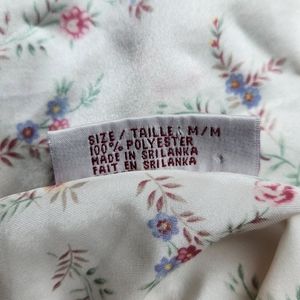 SIZE / TAILLE : M / M
100% POLYESTER
MADE IN SRILANKA
FAIT EN SRILANKA